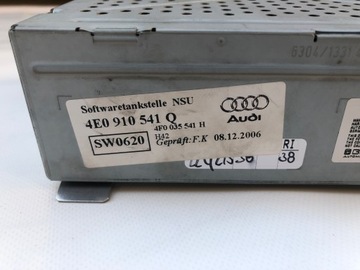 Softwaretankstelle NSU
4E0 910 541 Q
4F0 035 541 H
SW0620
H42
Geprüft:F.K 08.12.2006
Audi
RI
38